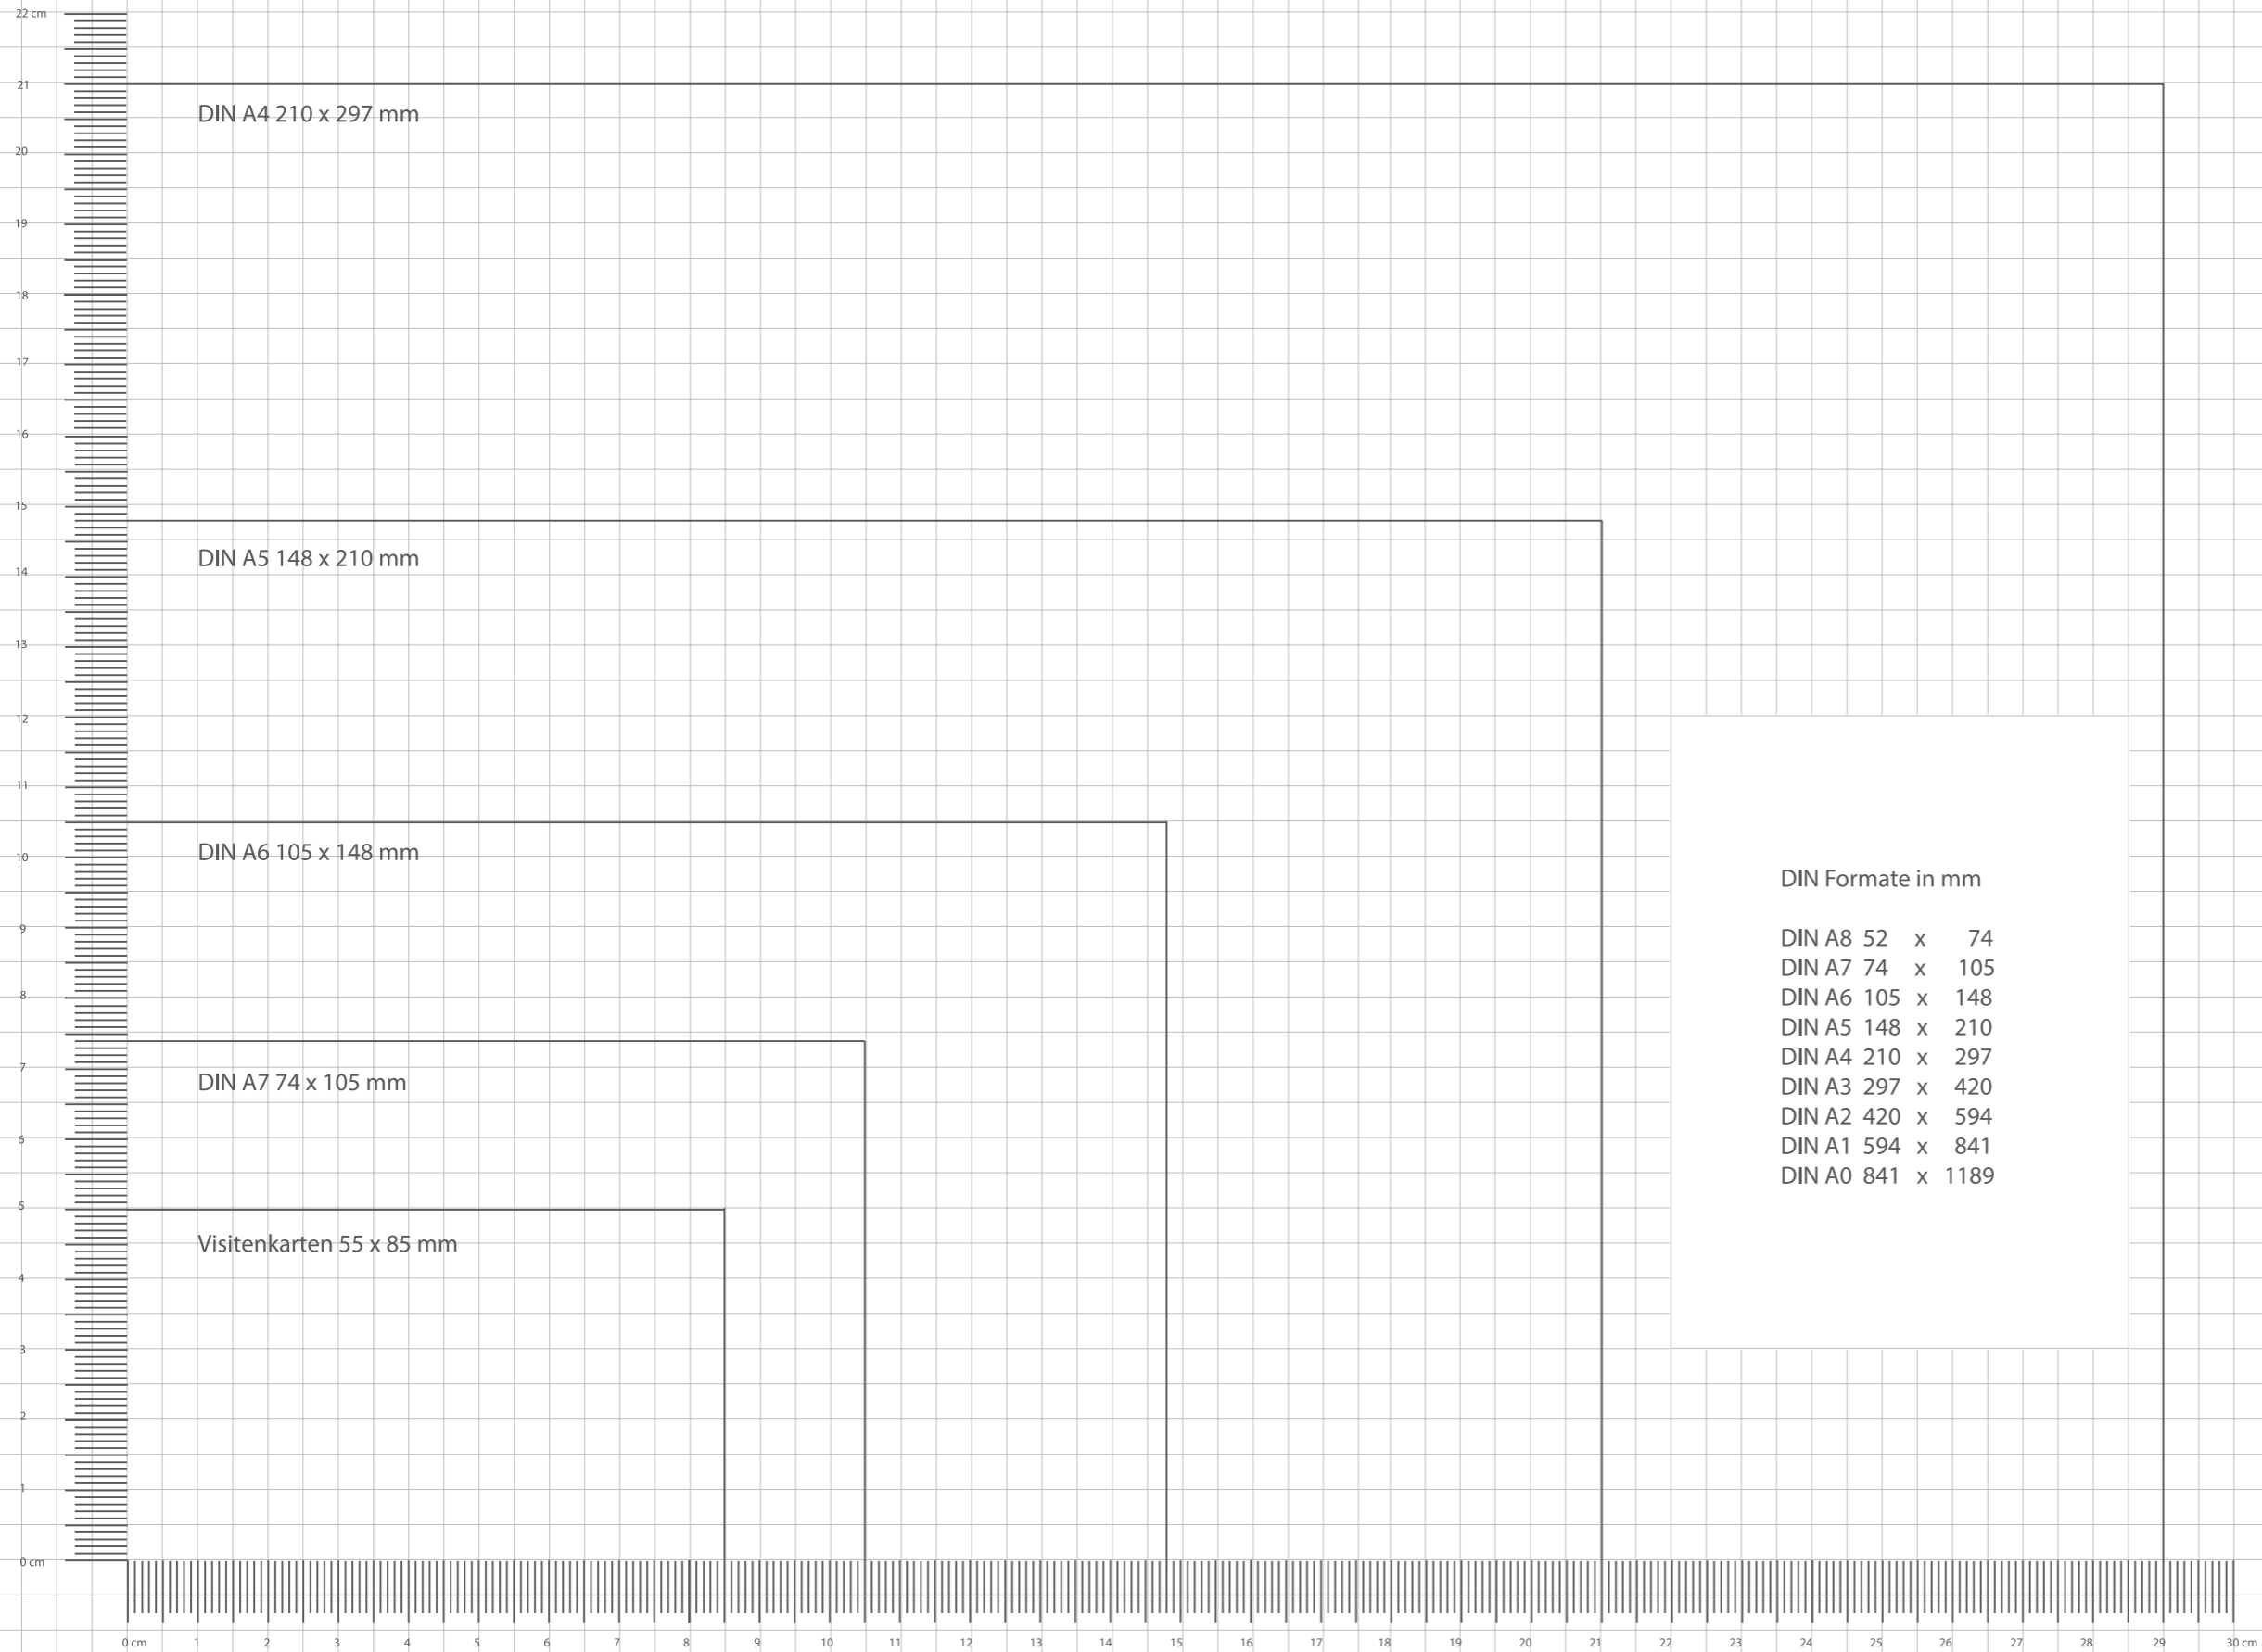 22 cm
21
DIN A4 210 x 297 mm
20
19
18
17
16
15
DIN A5 148 x 210 mm
14
13
12
11
DIN A6 105 x 148 mm
10
DIN Formate in mm
9
DIN A8 52 x 74
DIN A7 74 x 105
8
DIN A6 105 x 148
DIN A5 148 x 210
DIN A4 210 x 297
7
DIN A7 74 x 105 mm
DIN A3 297 x 420
DIN A2 420 x 594
6
DIN A1 594 x 841
DIN A0 841 x 1189
5
Visitenkarten 55 x 85 mm
4
3
2
1
0 cm
0 cm 1 2 3 4 5 6 7 8 9 10 11 12 13 14 15 16 17 18 19 20 21 22 23 24 25 26 27 28 29 30 cm